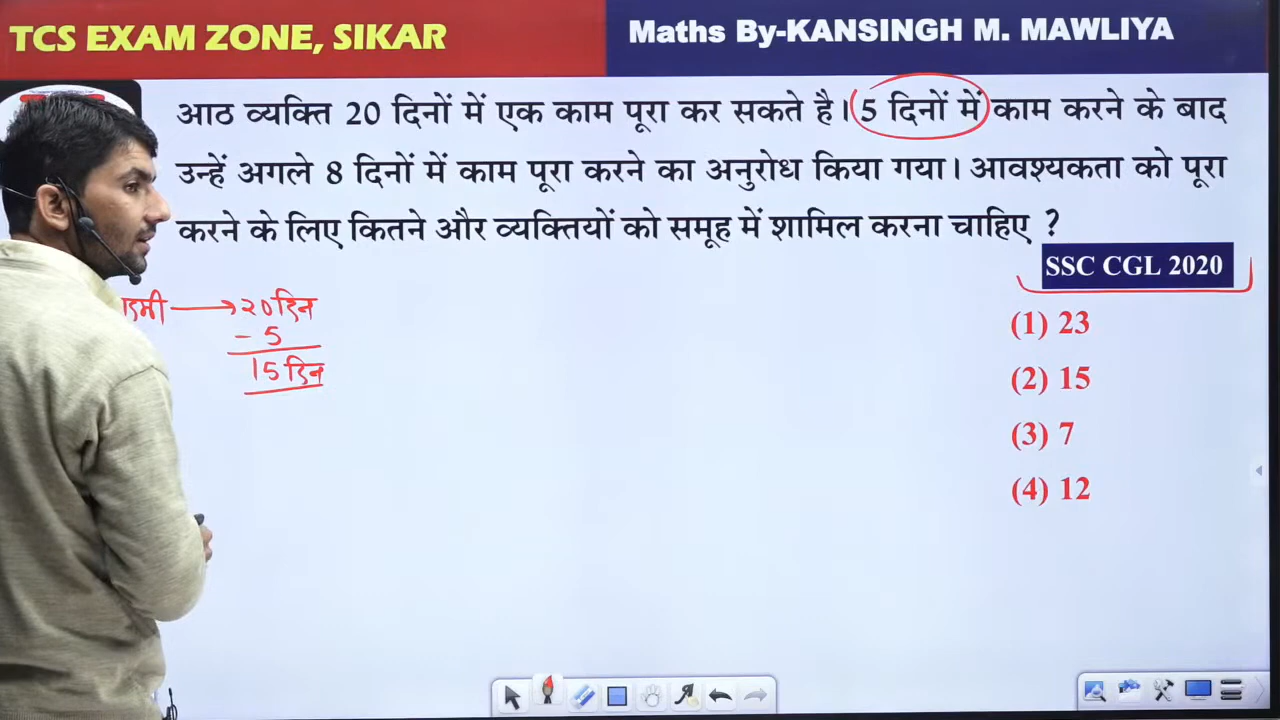 TCS EXAM ZONE, SIKAR
Maths By-KANSINGH M. MAWLIYA
आठ व्यक्ति 20 दिनों में एक काम पूरा कर सकते है। 5 दिनों में काम करने के बाद
उन्हें अगले 8 दिनों में काम पूरा करने का अनुरोध किया गया। आवश्यकता को पूरा
करने के लिए कितने और व्यक्तियों को समूह में शामिल करना चाहिए ?
SSC CGL 2020
→ 20 दिन
- 5
15 दिन
(1) 23
(2) 15
(3) 7
(4) 12